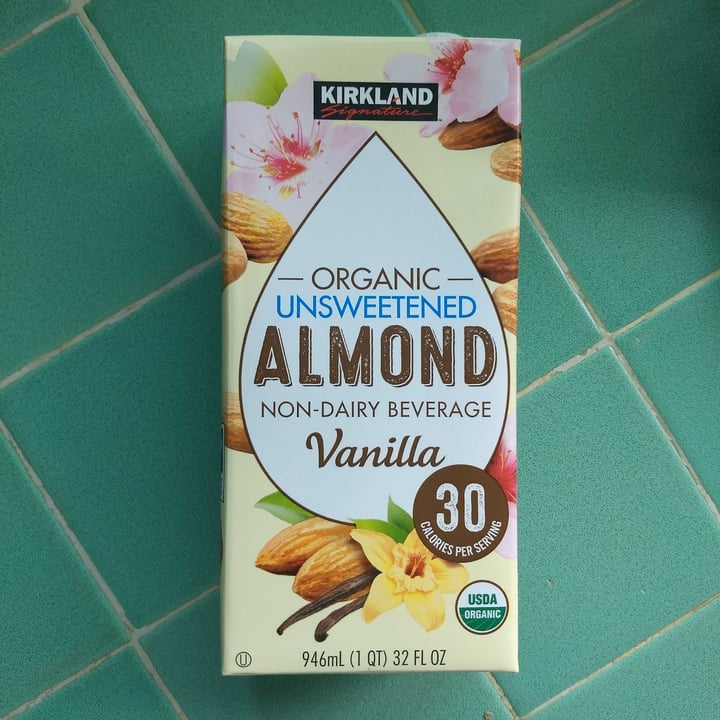 KIRKLAND
Signature
ORGANIC
UNSWEETENED
ALMOND
NON-DAIRY BEVERAGE
Vanilla
30
CALORIES PER SERVING
USDA
ORGANIC
U
946mL (1 QT) 32 FL OZ